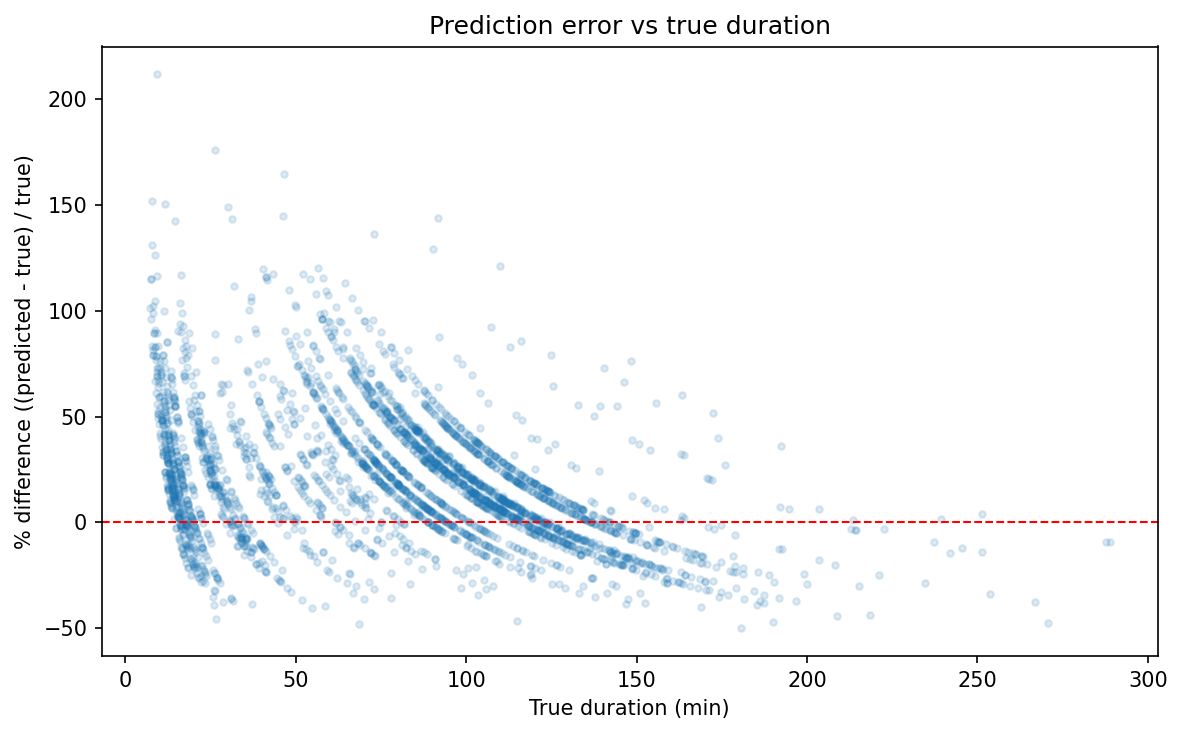 Prediction error vs true duration
% difference ((predicted - true) / true)
200
150
100
50
0
−50
0 50 100 150 200 250 300
True duration (min)